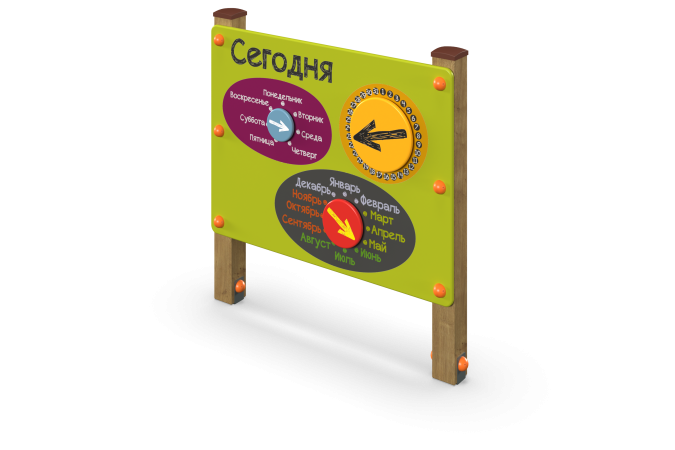 Сегодня
Понедельник
Вторник
Среда
Четверг
Пятница
Суббота
Воскресенье
Январь
Февраль
Март
Апрель
Май
Июнь
Июль
Август
Сентябрь
Октябрь
Ноябрь
Декабрь